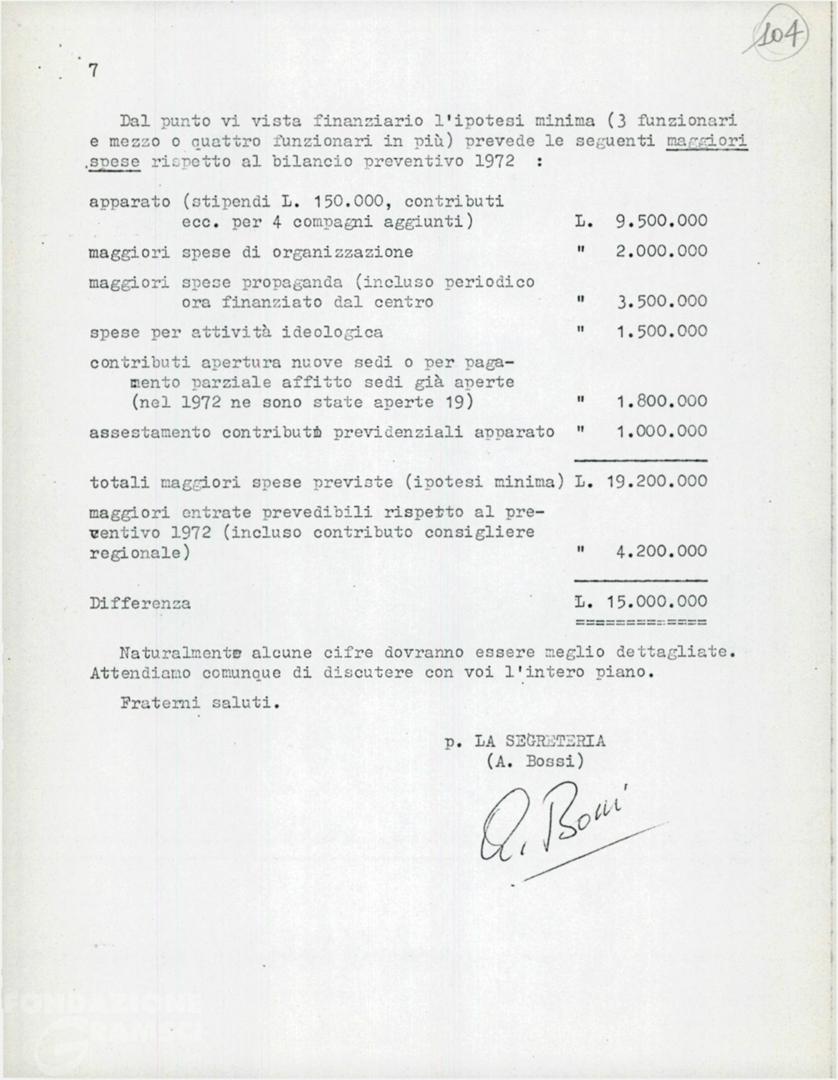 104
7
Dal punto vi vista finanziario l'ipotesi minima (3 funzionari
e mezzo o quattro funzionari in più) prevede le seguenti maggiori
spese rispetto al bilancio preventivo 1972 :
apparato (stipendi L. 150.000, contributi
ecc. per 4 compagni aggiunti) L. 9.500.000
maggiori spese di organizzazione " 2.000.000
maggiori spese propaganda (incluso periodico
ora finanziato dal centro " 3.500.000
spese per attività ideologica " 1.500.000
contributi apertura nuove sedi o per paga-
mento parziale affitto sedi già aperte
(nel 1972 ne sono state aperte 19) " 1.800.000
assestamento contributi previdenziali apparato " 1.000.000
totali maggiori spese previste (ipotesi minima) L. 19.200.000
maggiori entrate prevedibili rispetto al pre-
ventivo 1972 (incluso contributo consigliere
regionale) " 4.200.000
Differenza L. 15.000.000
=============
Naturalmente alcune cifre dovranno essere meglio dettagliate.
Attendiamo comunque di discutere con voi l'intero piano.
Fraterni saluti.
p. LA SEGRETERIA
(A. Bossi)
A. Bossi
FONDAZIONE
GRAMSCI